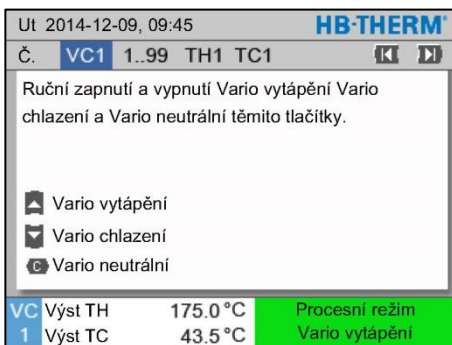 Ut 2014-12-09, 09:45 HB-THERM®
Č. VC1 1..99 TH1 TC1
Ruční zapnutí a vypnutí Vario vytápění Vario
chlazení a Vario neutrální těmito tlačítky.
Vario vytápění
Vario chlazení
C Vario neutrální
VC Výst TH 175.0 °C Procesní režim
1 Výst TC 43.5 °C Vario vytápění